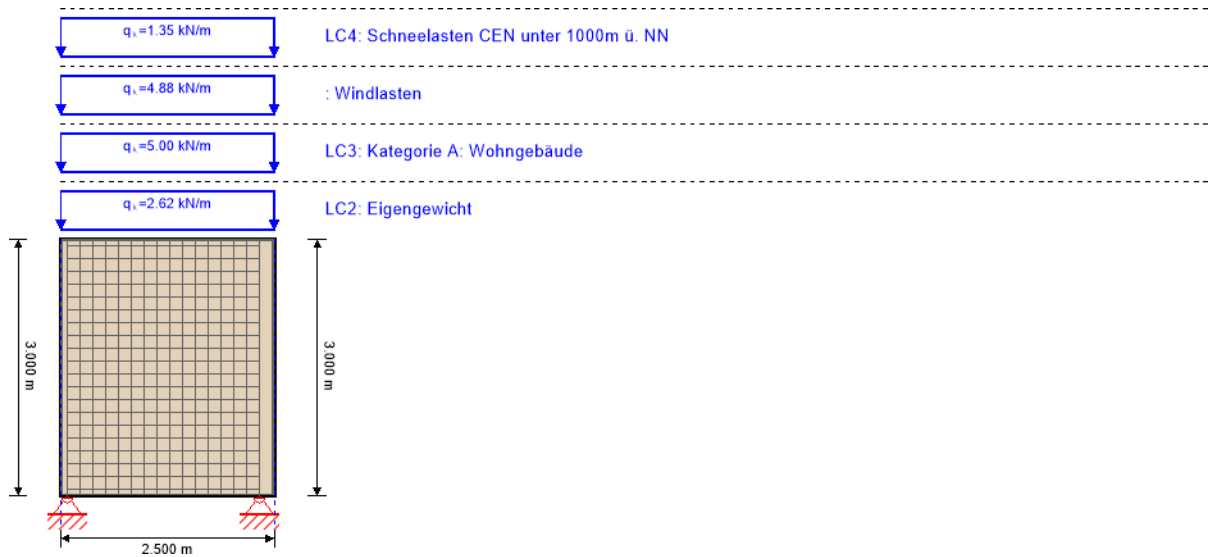 qk=1.35 kN/m
LC4: Schneelasten CEN unter 1000m ü. NN
qk=4.88 kN/m
: Windlasten
qk=5.00 kN/m
LC3: Kategorie A: Wohngebäude
qk=2.62 kN/m
LC2: Eigengewicht
3.000 m
3.000 m
2.500 m